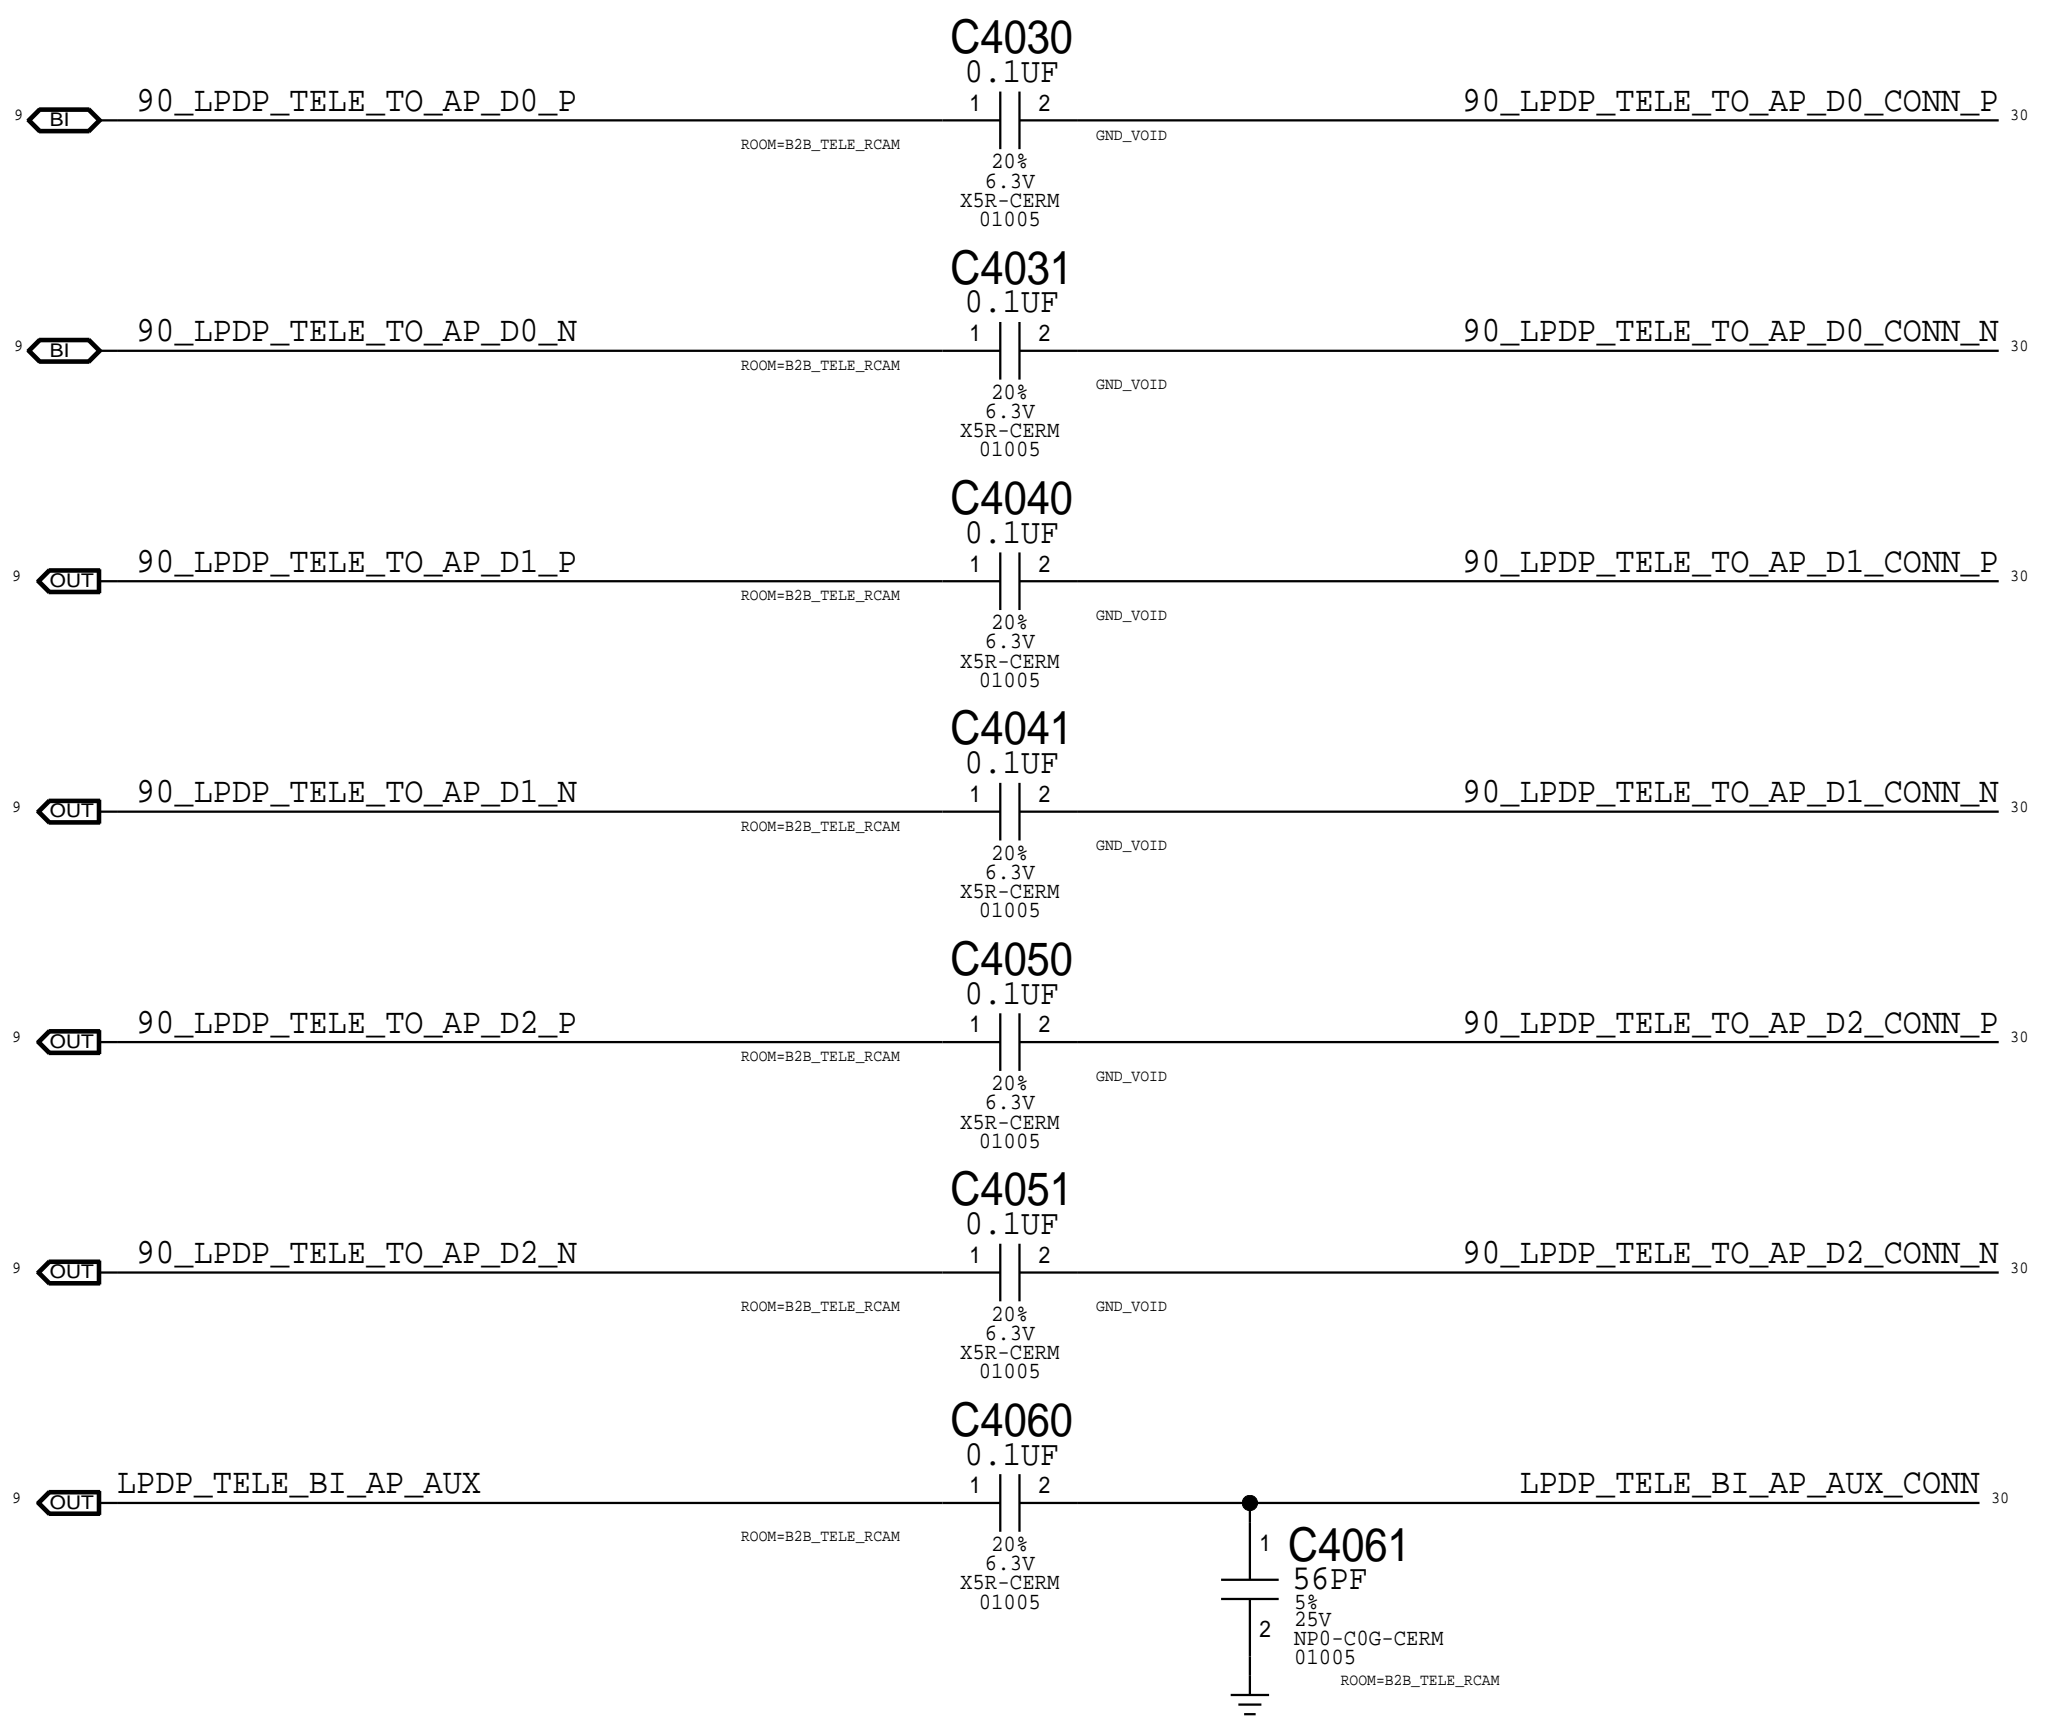 C4030
0.1UF
9 BI 90_LPDP_TELE_TO_AP_D0_P 1 2 90_LPDP_TELE_TO_AP_D0_CONN_P 30
ROOM=B2B_TELE_RCAM GND_VOID
20%
6.3V
X5R-CERM
01005
C4031
0.1UF
9 BI 90_LPDP_TELE_TO_AP_D0_N 1 2 90_LPDP_TELE_TO_AP_D0_CONN_N 30
ROOM=B2B_TELE_RCAM GND_VOID
20%
6.3V
X5R-CERM
01005
C4040
0.1UF
9 OUT 90_LPDP_TELE_TO_AP_D1_P 1 2 90_LPDP_TELE_TO_AP_D1_CONN_P 30
ROOM=B2B_TELE_RCAM GND_VOID
20%
6.3V
X5R-CERM
01005
C4041
0.1UF
9 OUT 90_LPDP_TELE_TO_AP_D1_N 1 2 90_LPDP_TELE_TO_AP_D1_CONN_N 30
ROOM=B2B_TELE_RCAM GND_VOID
20%
6.3V
X5R-CERM
01005
C4050
0.1UF
9 OUT 90_LPDP_TELE_TO_AP_D2_P 1 2 90_LPDP_TELE_TO_AP_D2_CONN_P 30
ROOM=B2B_TELE_RCAM GND_VOID
20%
6.3V
X5R-CERM
01005
C4051
0.1UF
9 OUT 90_LPDP_TELE_TO_AP_D2_N 1 2 90_LPDP_TELE_TO_AP_D2_CONN_N 30
ROOM=B2B_TELE_RCAM GND_VOID
20%
6.3V
X5R-CERM
01005
C4060
0.1UF
9 OUT LPDP_TELE_BI_AP_AUX 1 2 LPDP_TELE_BI_AP_AUX_CONN 30
ROOM=B2B_TELE_RCAM
20%
6.3V
X5R-CERM
01005
1 C4061
56PF
5%
25V
2 NP0-C0G-CERM
01005
ROOM=B2B_TELE_RCAM